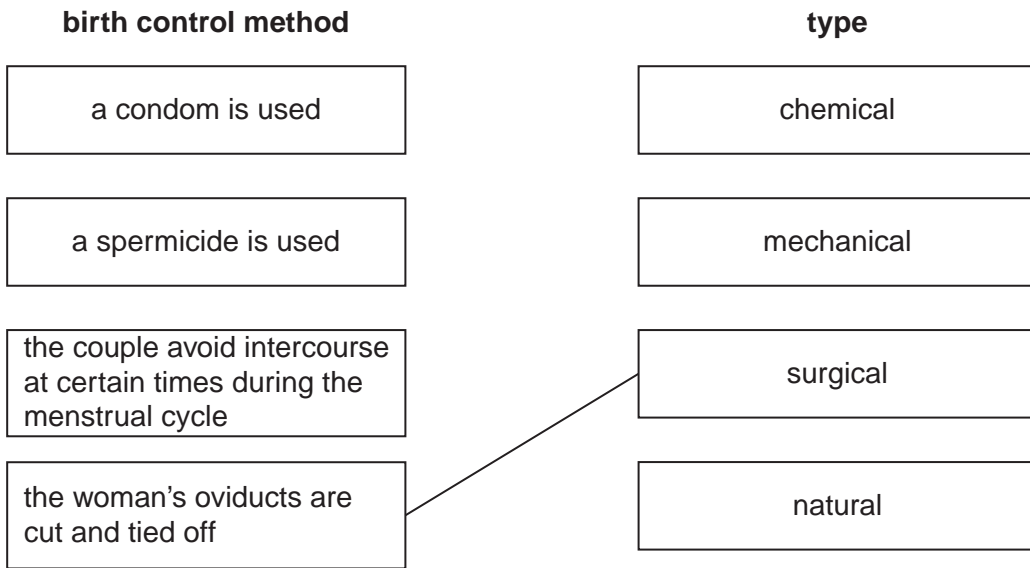 birth control method
type
a condom is used
chemical
a spermicide is used
mechanical
the couple avoid intercourse
at certain times during the
menstrual cycle
surgical
the woman’s oviducts are
cut and tied off
natural